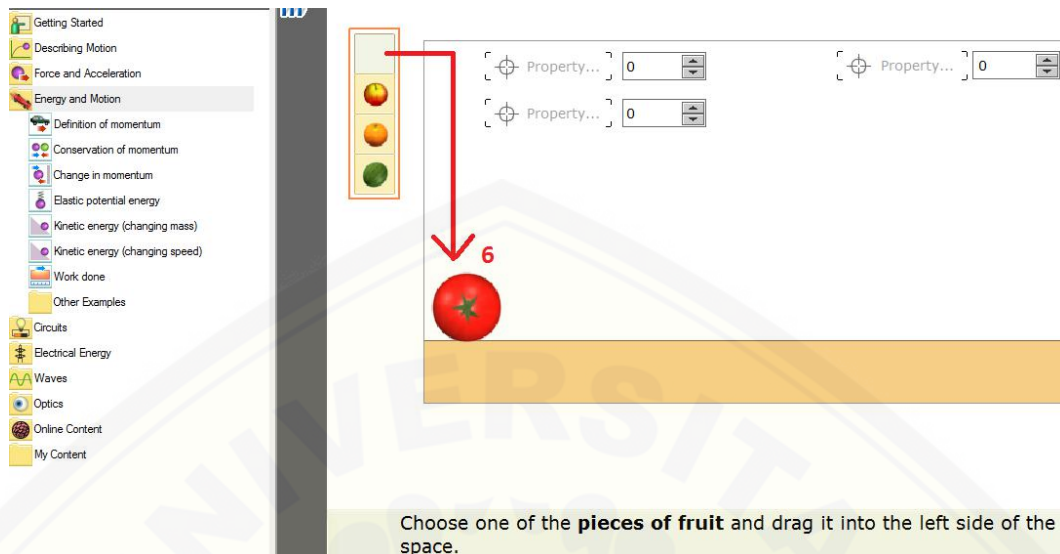 Getting Started
Describing Motion
Force and Acceleration
Energy and Motion
Definition of momentum
Conservation of momentum
Change in momentum
Elastic potential energy
Kinetic energy (changing mass)
Kinetic energy (changing speed)
Work done
Other Examples
Circuits
Electrical Energy
Waves
Optics
Online Content
My Content
Property... 0
Property... 0
Property... 0
6
Choose one of the pieces of fruit and drag it into the left side of the
space.